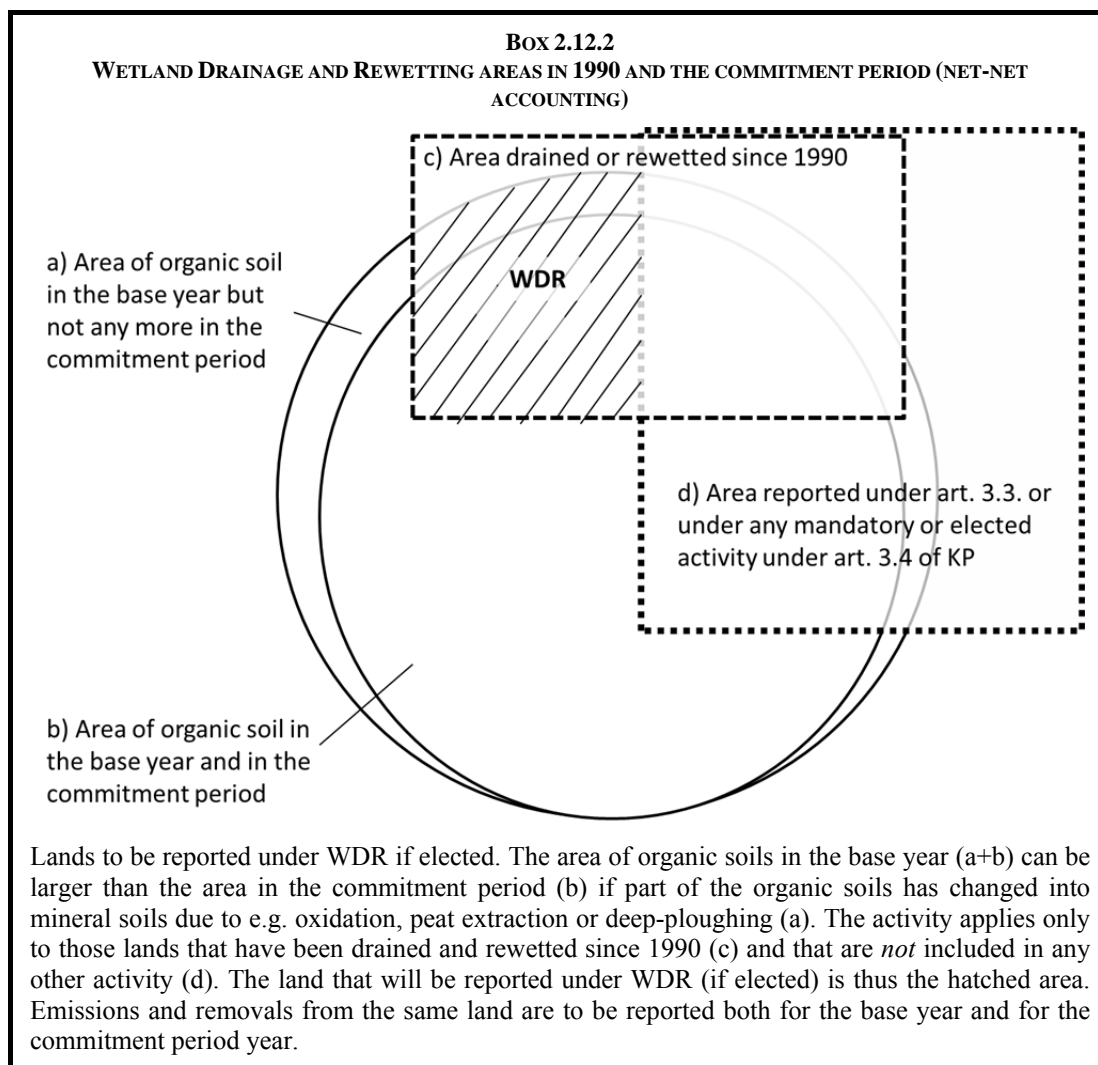 BOX 2.12.2
WETLAND DRAINAGE AND REWETTING AREAS IN 1990 AND THE COMMITMENT PERIOD (NET-NET
ACCOUNTING)
c) Area drained or rewetted since 1990
a) Area of organic soil
in the base year but
not any more in the
commitment period
WDR
d) Area reported under art. 3.3. or
under any mandatory or elected
activity under art. 3.4 of KP
b) Area of organic soil in
the base year and in the
commitment period
Lands to be reported under WDR if elected. The area of organic soils in the base year (a+b) can be
larger than the area in the commitment period (b) if part of the organic soils has changed into
mineral soils due to e.g. oxidation, peat extraction or deep-ploughing (a). The activity applies only
to those lands that have been drained and rewetted since 1990 (c) and that are not included in any
other activity (d). The land that will be reported under WDR (if elected) is thus the hatched area.
Emissions and removals from the same land are to be reported both for the base year and for the
commitment period year.